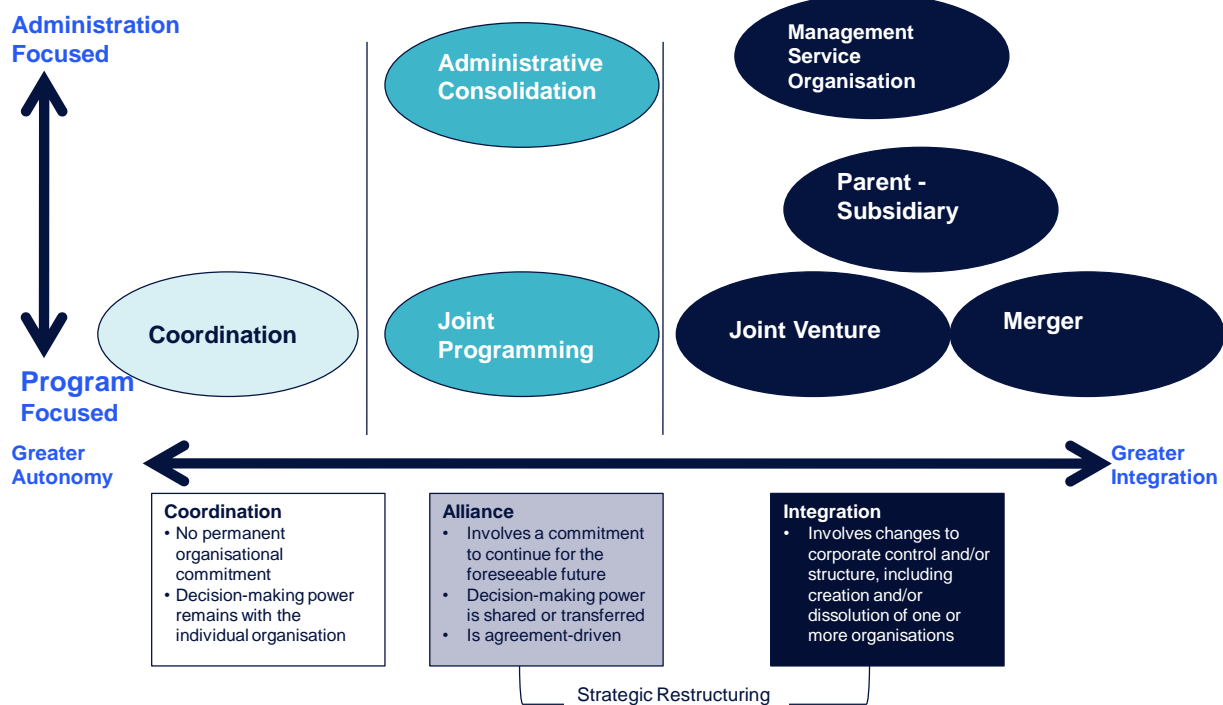 Administration
Focused
Administrative
Consolidation
Management
Service
Organisation
Parent -
Subsidiary
Coordination
Joint
Programming
Joint Venture
Merger
Program
Focused
Greater
Autonomy
Greater
Integration
Coordination
• No permanent
organisational
commitment
• Decision-making power
remains with the
individual organisation
Alliance
• Involves a commitment
to continue for the
foreseeable future
• Decision-making power
is shared or transferred
• Is agreement-driven
Integration
• Involves changes to
corporate control and/or
structure, including
creation and/or
dissolution of one or
more organisations
Strategic Restructuring